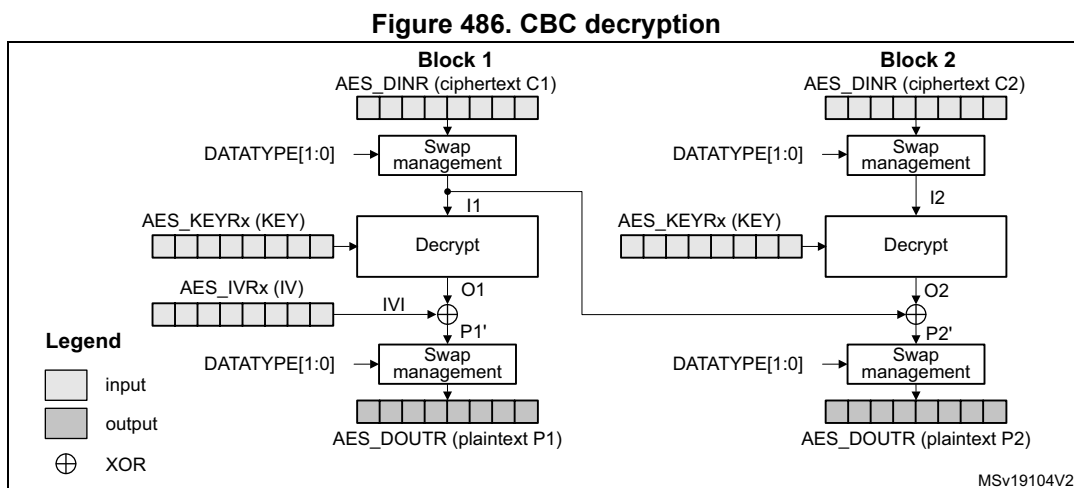 Figure 486. CBC decryption
Block 1
Block 2
AES_DINR (ciphertext C1)
AES_DINR (ciphertext C2)
DATATYPE[1:0]
Swap
management
DATATYPE[1:0]
Swap
management
I1
I2
AES_KEYRx (KEY)
Decrypt
AES_KEYRx (KEY)
Decrypt
AES_IVRx (IV)
IVI
O1
O2
P1'
P2'
Legend
DATATYPE[1:0]
Swap
management
DATATYPE[1:0]
Swap
management
input
output
XOR
AES_DOUTR (plaintext P1)
AES_DOUTR (plaintext P2)
MSv19104V2